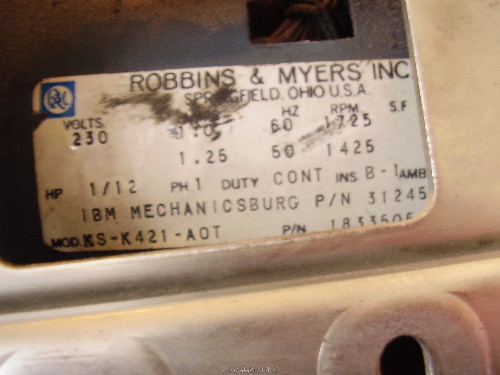 R&M ROBBINS & MYERS INC
SPRINGFIELD, OHIO U.S.A.
VOLTS HZ RPM S.F
230 60 1725
1.25 50 1425
HP 1/12 PH 1 DUTY CONT INS B-1 AMB
IBM MECHANICSBURG P/N 31245
MOD. KS-K421-AOT P/N